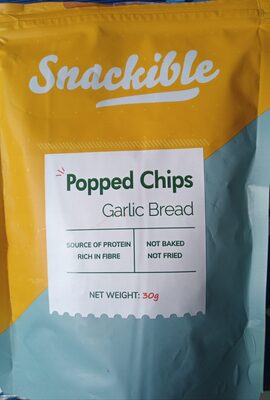 Snackible
Popped Chips
Garlic Bread
SOURCE OF PROTEIN
RICH IN FIBRE
NOT BAKED
NOT FRIED
NET WEIGHT: 30g